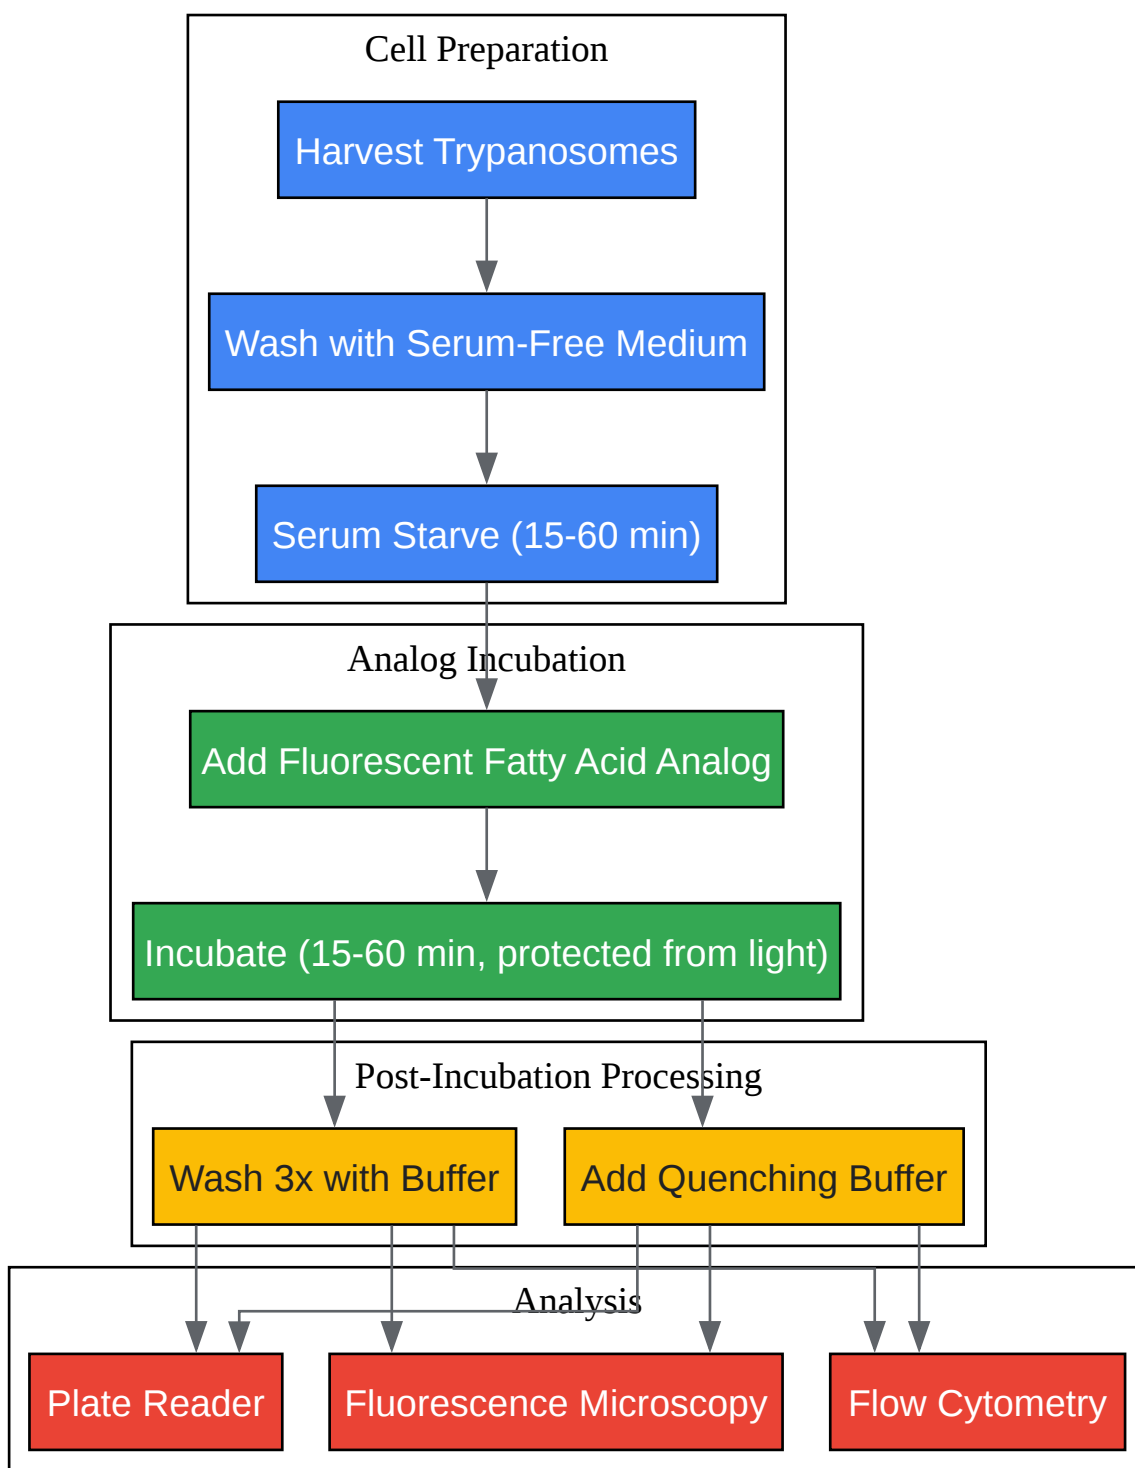 Cell Preparation
Harvest Trypanosomes
Wash with Serum-Free Medium
Serum Starve (15-60 min)
Analog Incubation
Add Fluorescent Fatty Acid Analog
Incubate (15-60 min, protected from light)
Post-Incubation Processing
Wash 3x with Buffer
Add Quenching Buffer
Analysis
Plate Reader
Fluorescence Microscopy
Flow Cytometry